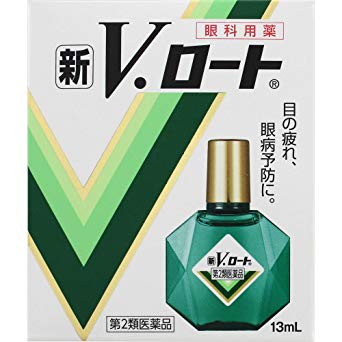 眼科用薬
新V.ロート®
目の疲れ、
眼病予防に。
新V.ロート
第2類医薬品
第2類医薬品
13mL